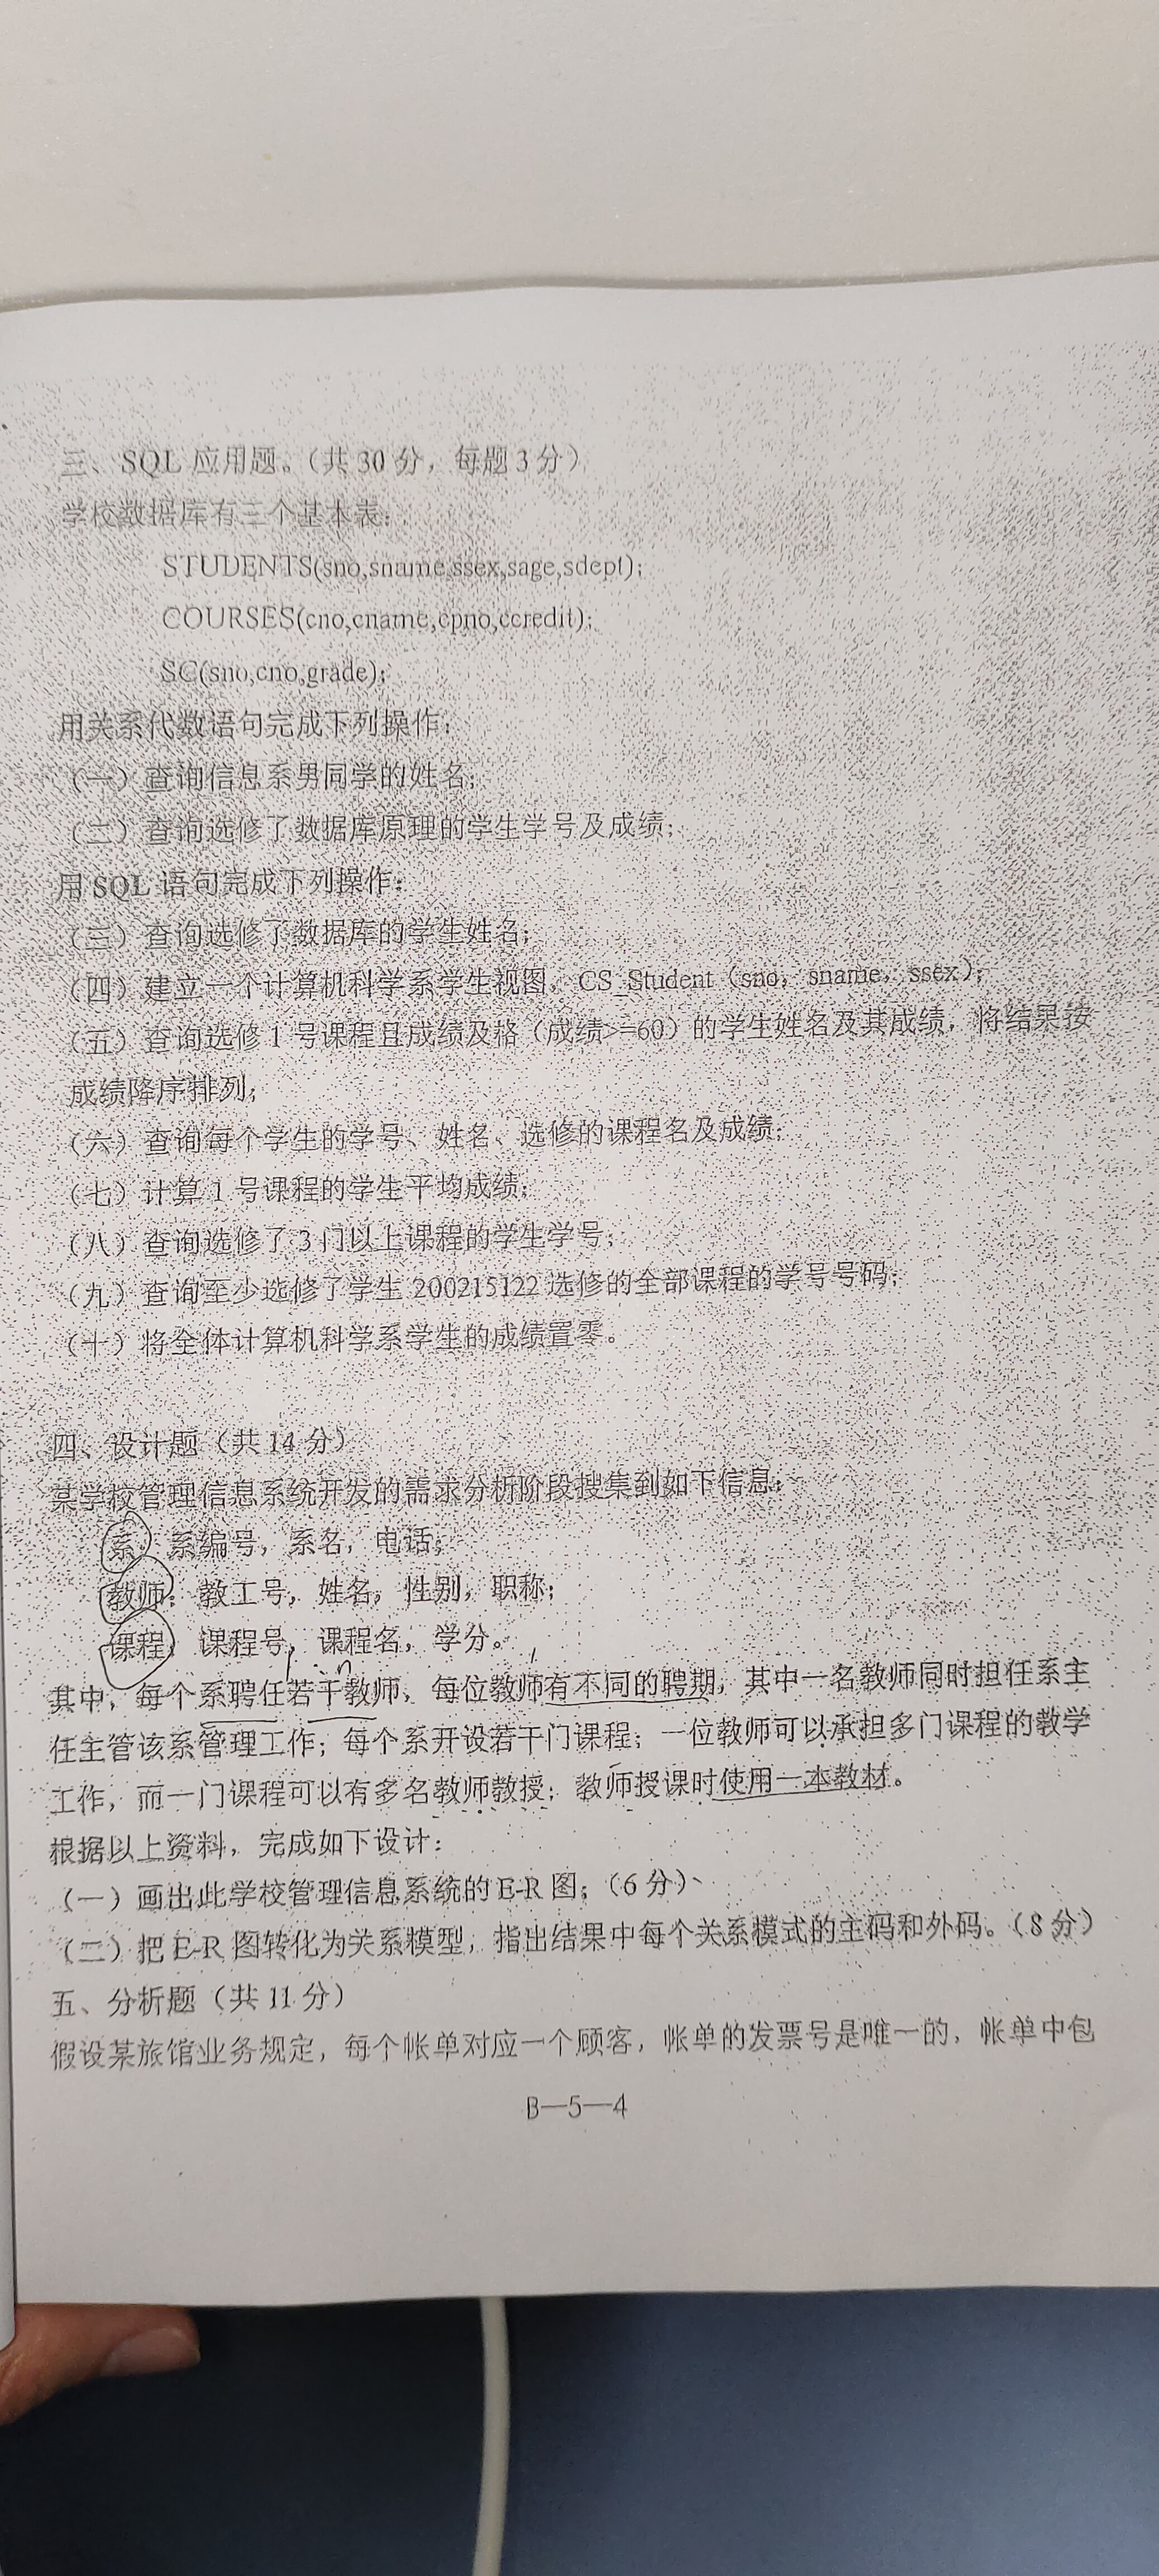 三、SQL 应用题。（共 30 分，每题 3 分）
学校数据库有三个基本表：
STUDENTS(sno,sname,ssex,sage,sdept);
COURSES(cno,cname,cpno,ccredit);
SC(sno,cno,grade);
用关系代数语句完成下列操作：
（一）查询信息系男同学的姓名；
（二）查询选修了数据库原理的学生学号及成绩；
用 SQL 语句完成下列操作：
（三）查询选修了数据库的学生姓名；
（四）建立一个计算机科学系学生视图，CS_Student（sno，sname，ssex）；
（五）查询选修 1 号课程且成绩及格（成绩>=60）的学生姓名及其成绩，将结果按
成绩降序排列；
（六）查询每个学生的学号、姓名、选修的课程名及成绩；
（七）计算 1 号课程的学生平均成绩；
（八）查询选修了 3 门以上课程的学生学号；
（九）查询至少选修了学生 200215122 选修的全部课程的学号号码；
（十）将全体计算机科学系学生的成绩置零。
四、设计题（共 14 分）
某学校管理信息系统开发的需求分析阶段搜集到如下信息：
系：系编号，系名，电话；
教师：教工号，姓名，性别，职称；
课程：课程号，课程名，学分。
1 : n
其中，每个系聘任若干教师，每位教师有不同的聘期，其中一名教师同时担任系主
任主管该系管理工作；每个系开设若干门课程；一位教师可以承担多门课程的教学
工作，而一门课程可以有多名教师教授；教师授课时使用一本教材。
根据以上资料，完成如下设计：
（一）画出此学校管理信息系统的 E-R 图；（6 分）
（二）把 E-R 图转化为关系模型，指出结果中每个关系模式的主码和外码。（8 分）
五、分析题（共 11 分）
假设某旅馆业务规定，每个帐单对应一个顾客，帐单的发票号是唯一的，帐单中包
B—5—4